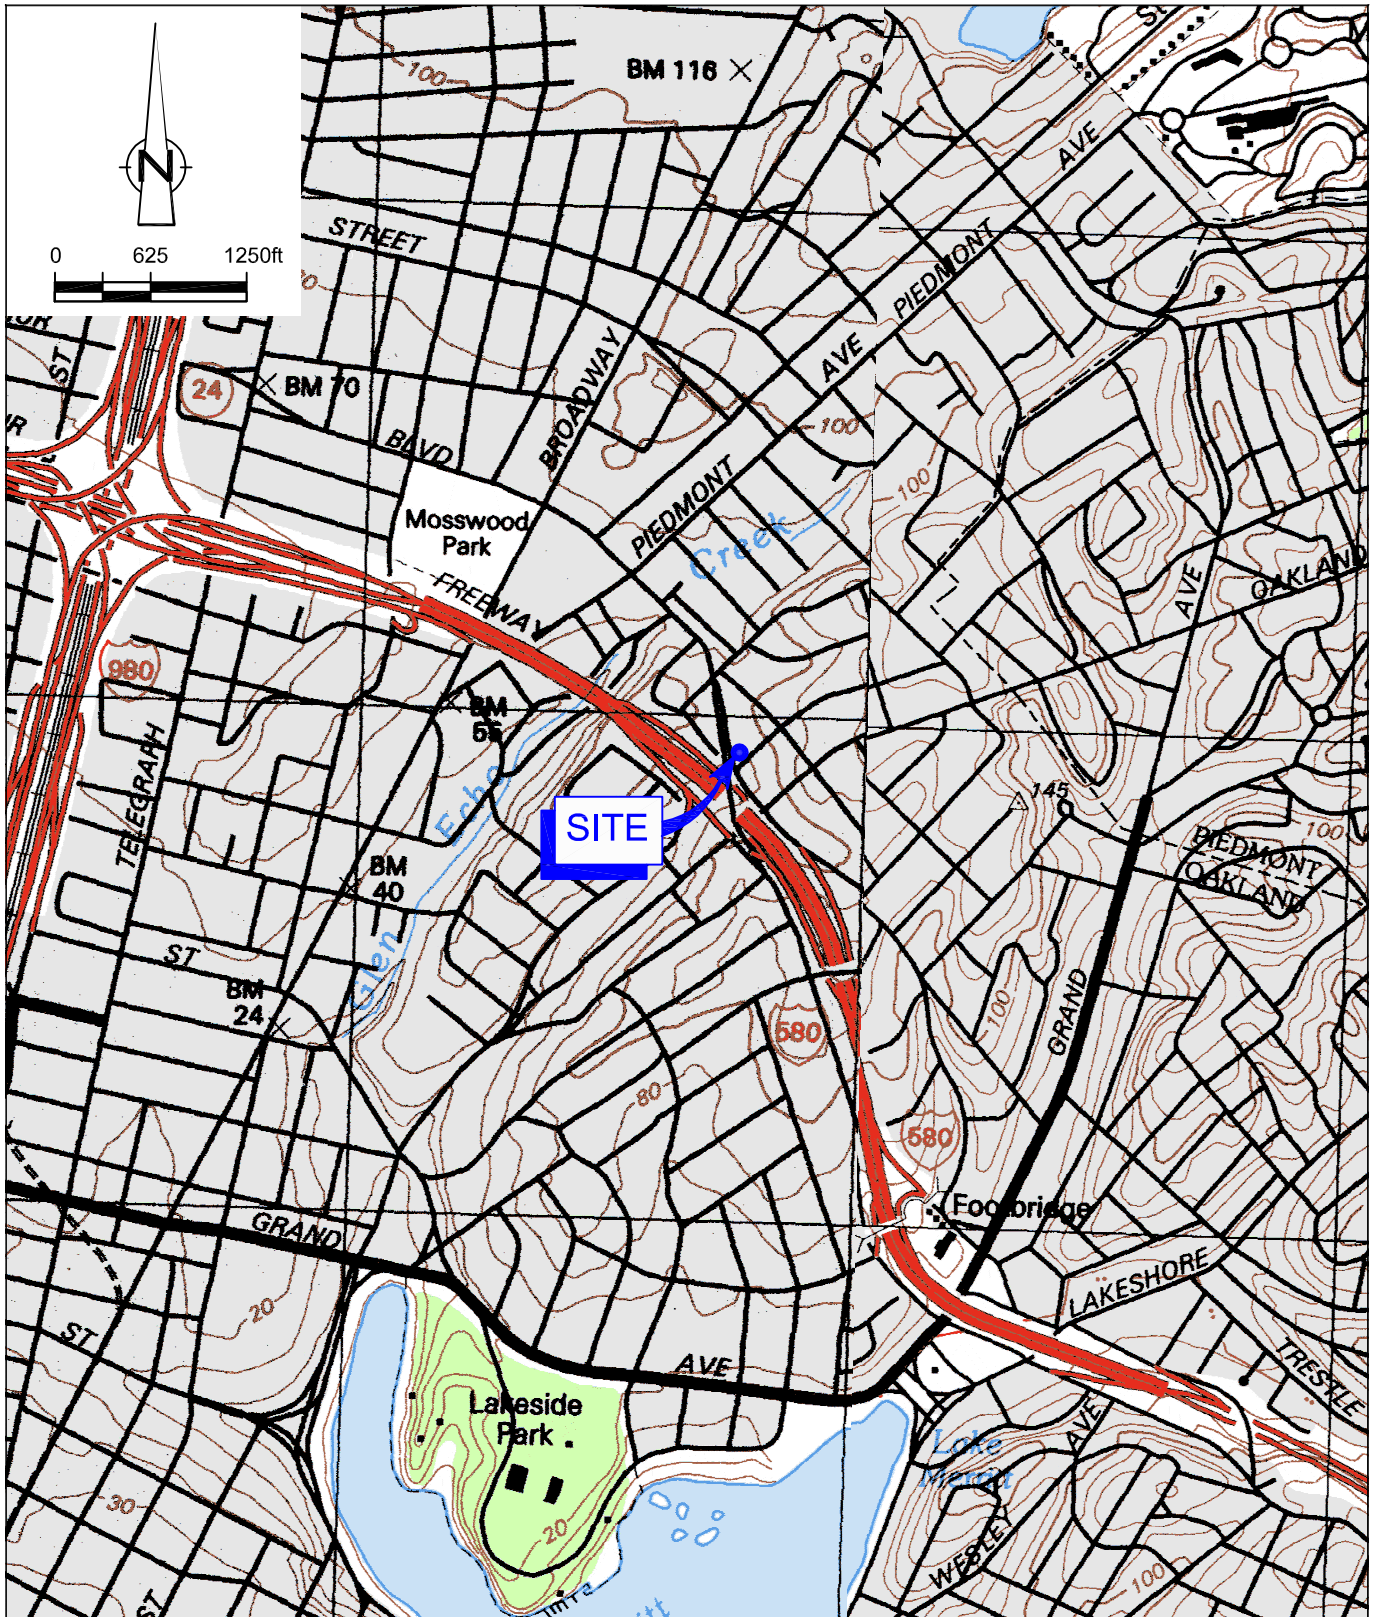 N
0 625 1250ft
BM 116
AVE
STREET
PIEDMONT
ST
24
BM 70
BROADWAY
AVE
100
100
BLVD
Mosswood
Park
PIEDMONT
Creek
100
FREEWAY
OAKLAND
AVE
980
BM
55
TELEGRAPH
Echo
SITE
145
PIEDMONT
OAKLAND
100
BM
40
Glen
ST
BM
24
580
100
GRAND
80
580
Footbridge
GRAND
LAKESHORE
20
ST
AVE
TRESTLE
Lakeside
Park
AVE
Lake
Merritt
30
20
WESLEY
100
ST